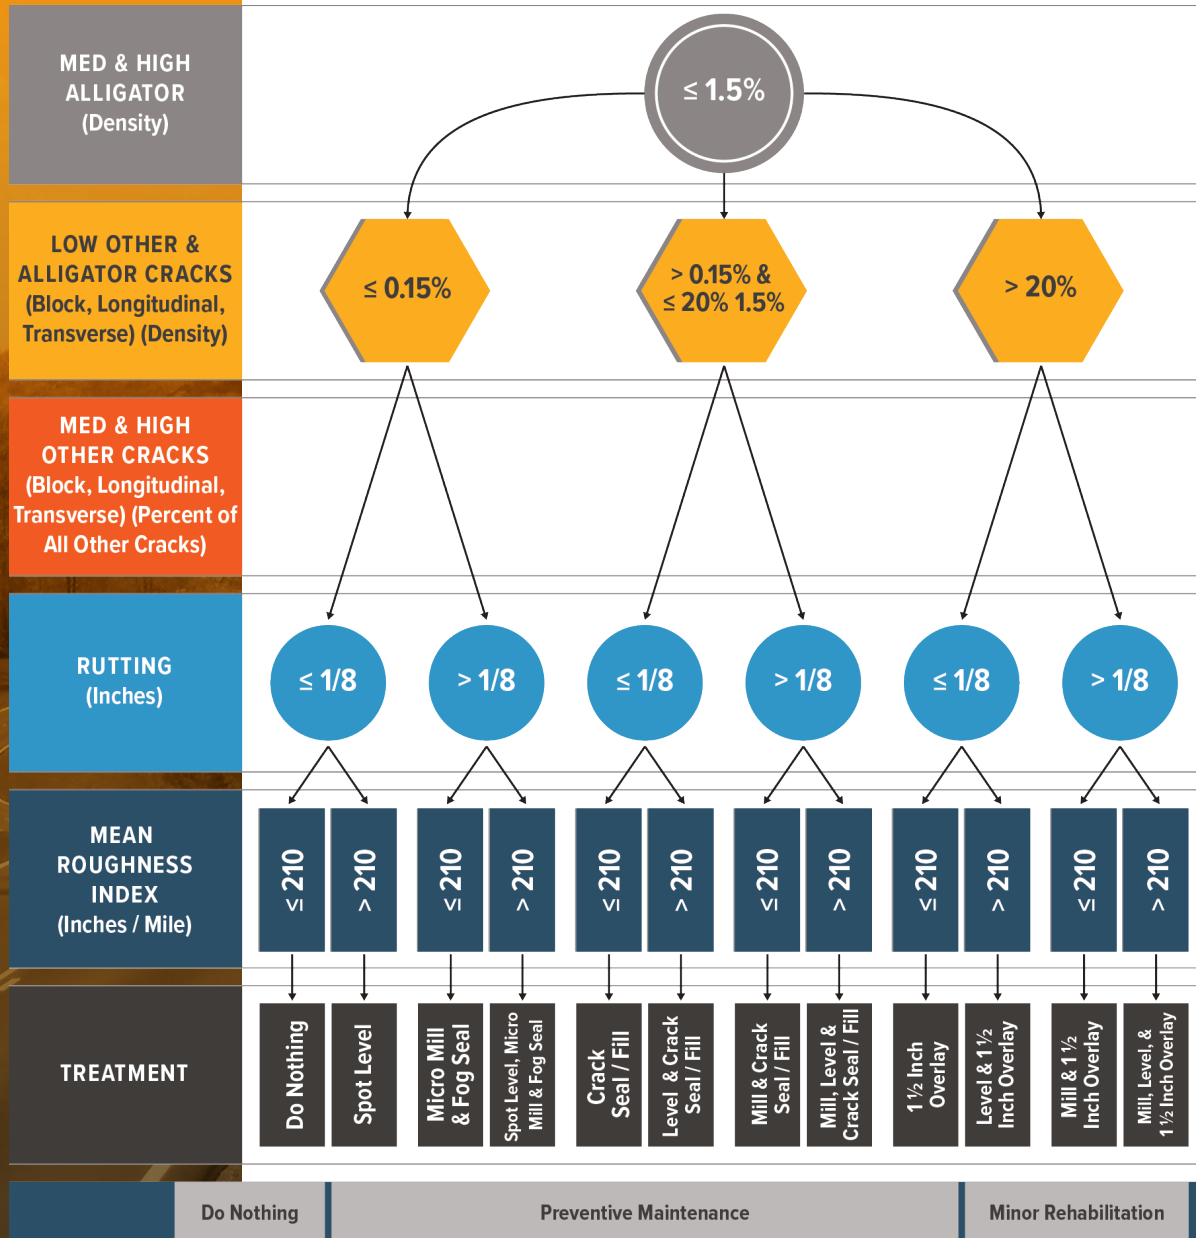 MED & HIGH
ALLIGATOR
(Density)
≤ 1.5%
LOW OTHER &
ALLIGATOR CRACKS
(Block, Longitudinal,
Transverse) (Density)
≤ 0.15%
> 0.15% &
≤ 20% 1.5%
> 20%
MED & HIGH
OTHER CRACKS
(Block, Longitudinal,
Transverse) (Percent of
All Other Cracks)
RUTTING
(Inches)
≤ 1/8
> 1/8
≤ 1/8
> 1/8
≤ 1/8
> 1/8
MEAN
ROUGHNESS
INDEX
(Inches / Mile)
≤ 210
> 210
≤ 210
> 210
≤ 210
> 210
≤ 210
> 210
≤ 210
> 210
≤ 210
> 210
TREATMENT
Do Nothing
Spot Level
Micro Mill
& Fog Seal
Spot Level, Micro
Mill & Fog Seal
Crack
Seal / Fill
Level & Crack
Seal / Fill
Mill & Crack
Seal / Fill
Mill, Level &
Crack Seal / Fill
1 ½ Inch
Overlay
Level & 1 ½
Inch Overlay
Mill & 1 ½
Inch Overlay
Mill, Level, &
1 ½ Inch Overlay
Do Nothing
Preventive Maintenance
Minor Rehabilitation